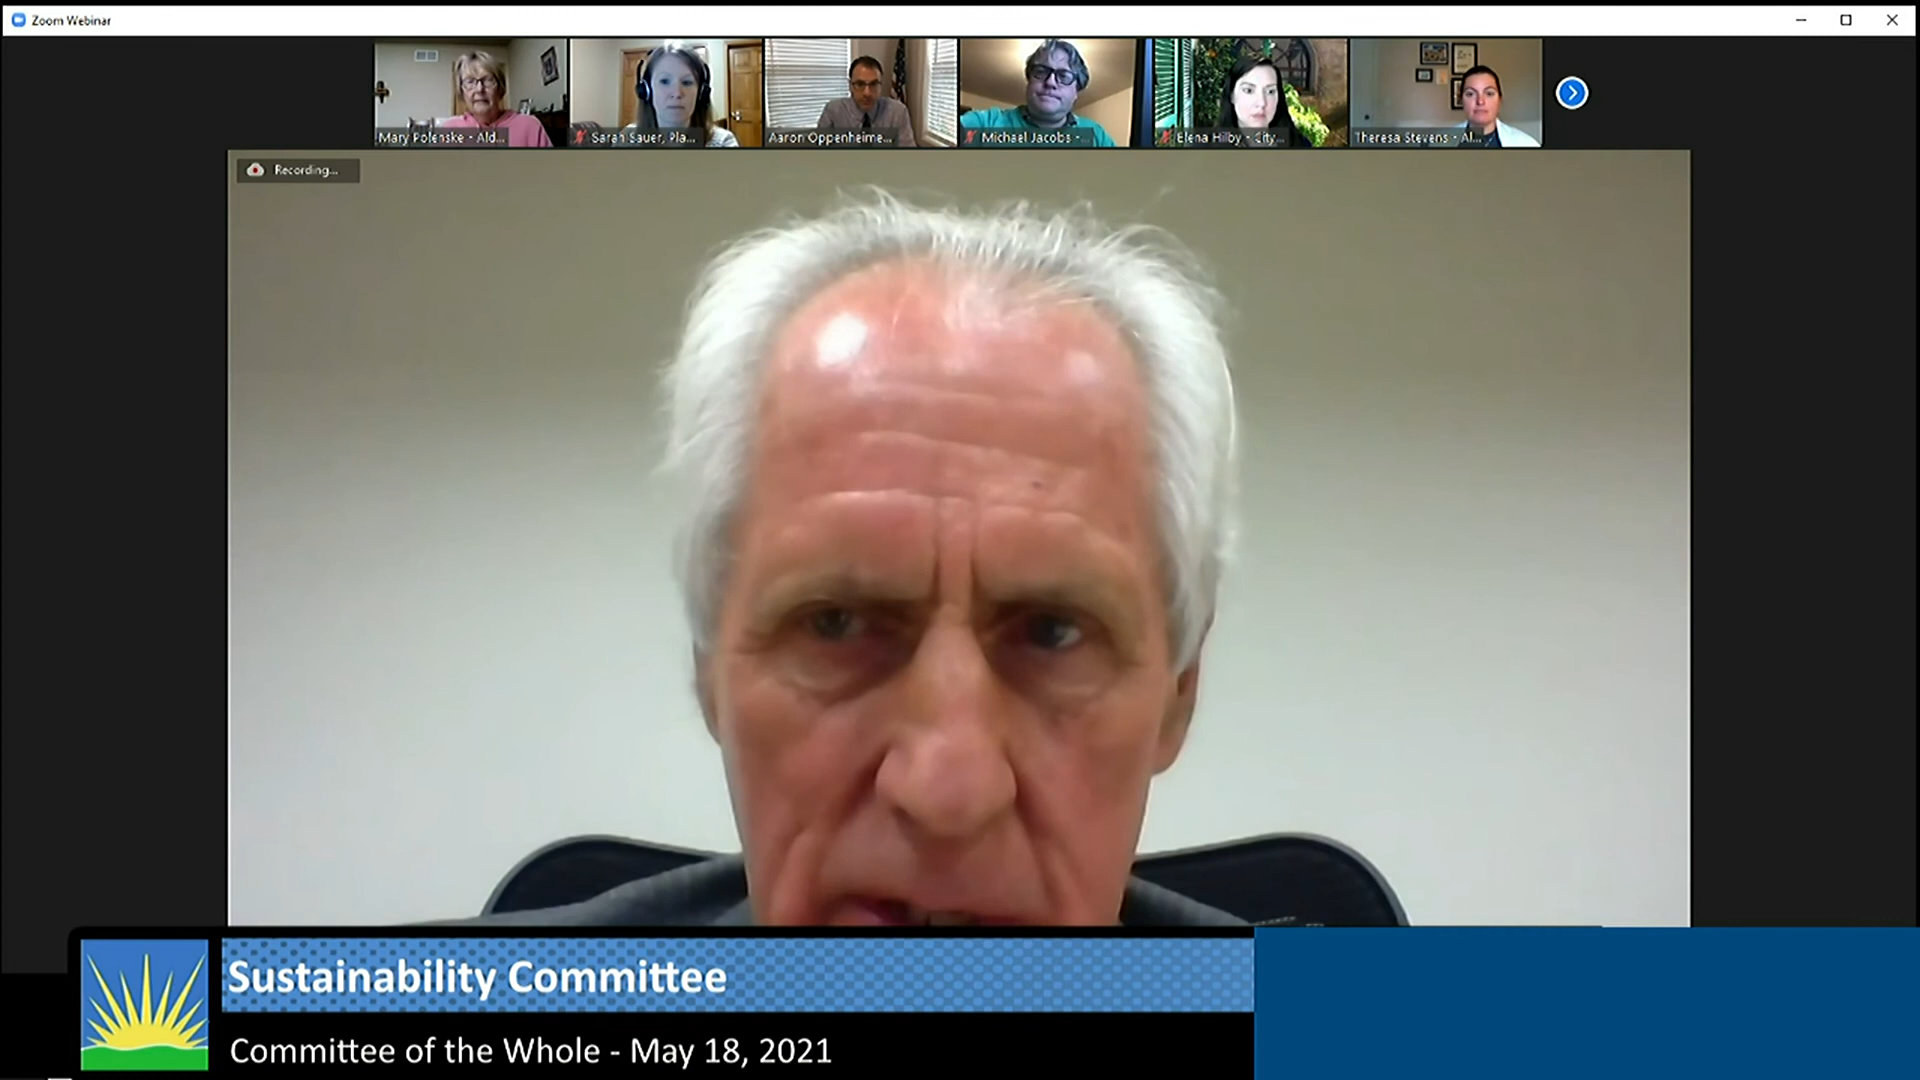 Zoom Webinar
Mary Polenske - Ald...
Sarah Sauer, Pla...
Aaron Oppenheime...
Michael Jacobs - ...
Elena Hilby - City...
Theresa Stevens - Al...
Recording...
Sustainability Committee
Committee of the Whole - May 18, 2021